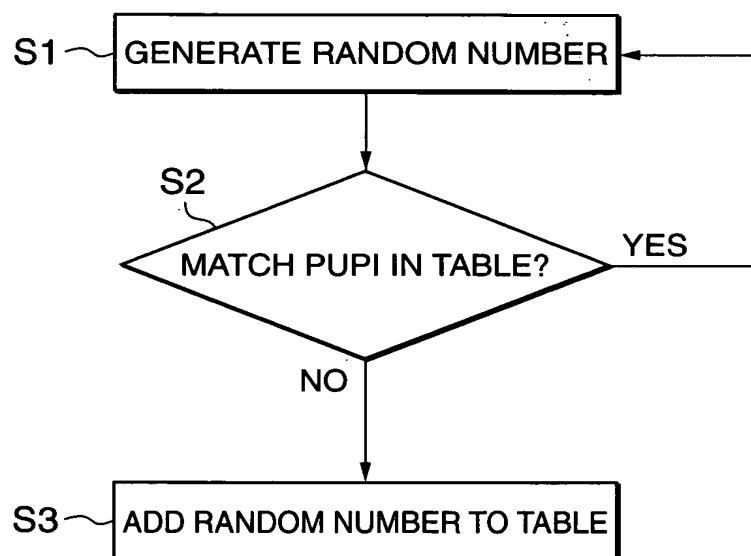 S1 GENERATE RANDOM NUMBER
S2
MATCH PUPI IN TABLE?
YES
NO
S3 ADD RANDOM NUMBER TO TABLE